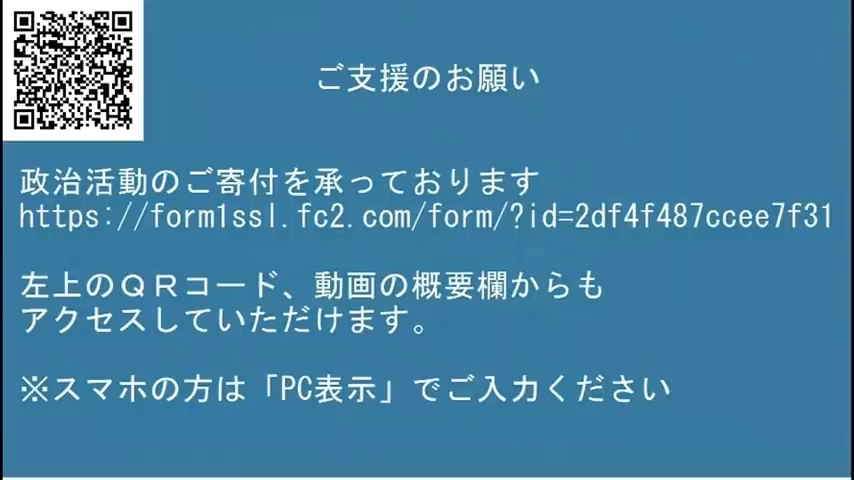 ご支援のお願い
政治活動のご寄付を承っております
https://form1ssl.fc2.com/form/?id=2df4f487ccee7f31
左上のＱＲコード、動画の概要欄からも
アクセスしていただけます。
※スマホの方は「PC表示」でご入力ください